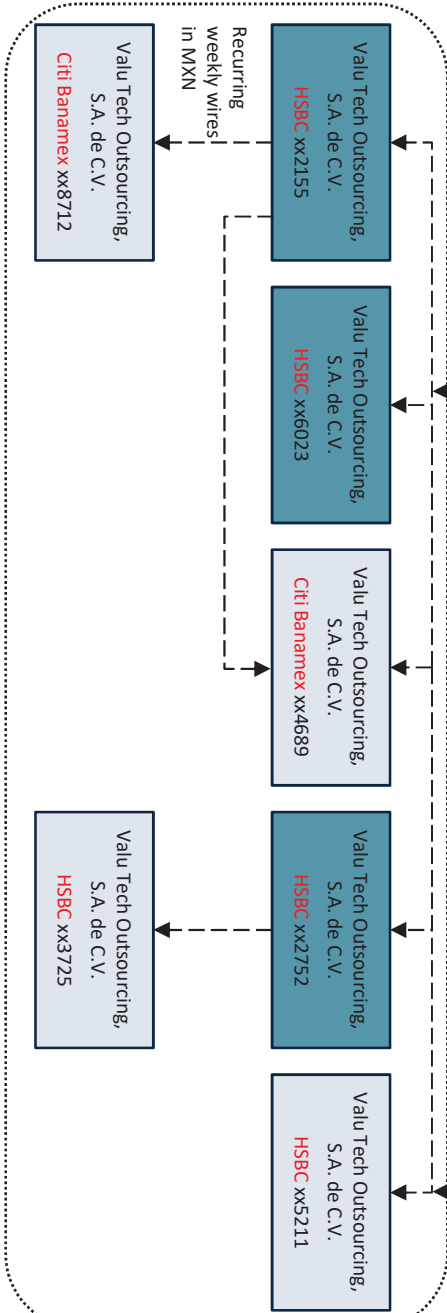 Valu Tech Outsourcing,
S.A. de C.V.
HSBC xx2155
Valu Tech Outsourcing,
S.A. de C.V.
HSBC xx6023
Valu Tech Outsourcing,
S.A. de C.V.
Citi Banamex xx4689
Valu Tech Outsourcing,
S.A. de C.V.
HSBC xx2752
Valu Tech Outsourcing,
S.A. de C.V.
HSBC xx5211
Recurring
weekly wires
in MXN
Valu Tech Outsourcing,
S.A. de C.V.
Citi Banamex xx8712
Valu Tech Outsourcing,
S.A. de C.V.
HSBC xx3725